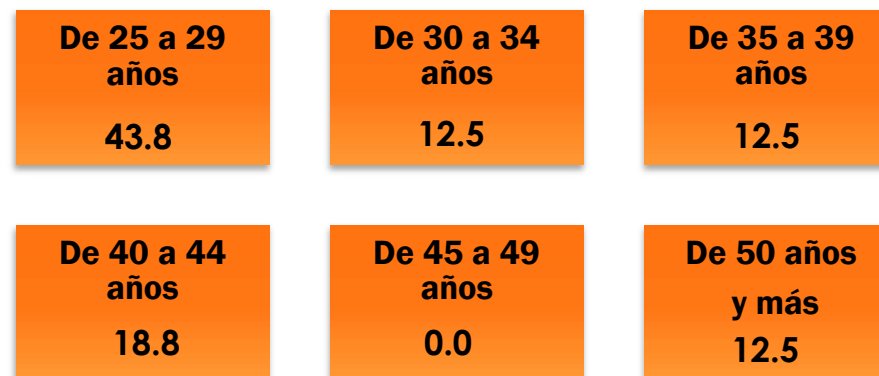 De 25 a 29
años
43.8
De 30 a 34
años
12.5
De 35 a 39
años
12.5
De 40 a 44
años
18.8
De 45 a 49
años
0.0
De 50 años
y más
12.5